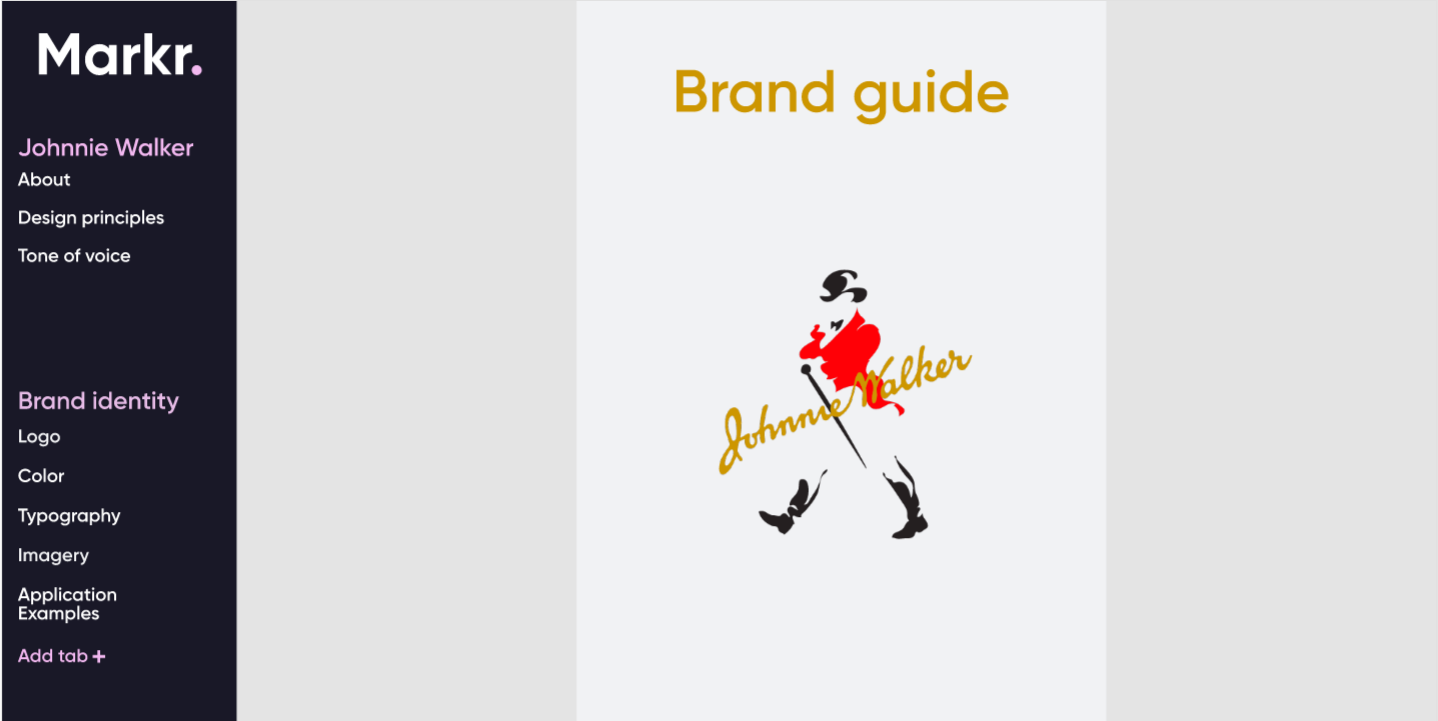 Markr.
Johnnie Walker
About
Design principles
Tone of voice
Brand identity
Logo
Color
Typography
Imagery
Application
Examples
Add tab +
Brand guide
Johnnie Walker